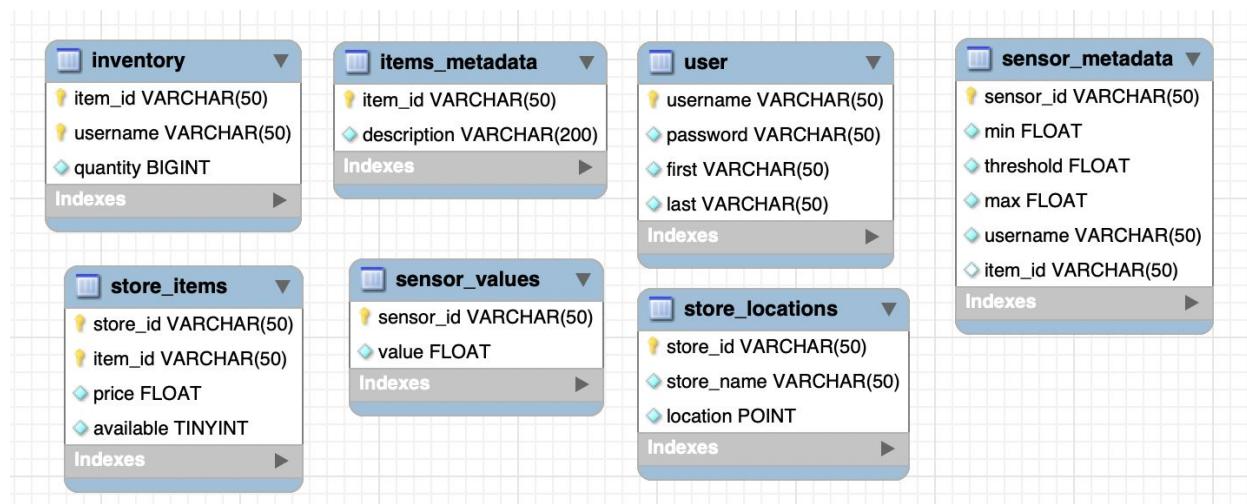 inventory
item_id VARCHAR(50)
username VARCHAR(50)
quantity BIGINT
Indexes
items_metadata
item_id VARCHAR(50)
description VARCHAR(200)
Indexes
user
username VARCHAR(50)
password VARCHAR(50)
first VARCHAR(50)
last VARCHAR(50)
Indexes
sensor_metadata
sensor_id VARCHAR(50)
min FLOAT
threshold FLOAT
max FLOAT
username VARCHAR(50)
item_id VARCHAR(50)
Indexes
store_items
store_id VARCHAR(50)
item_id VARCHAR(50)
price FLOAT
available TINYINT
Indexes
sensor_values
sensor_id VARCHAR(50)
value FLOAT
Indexes
store_locations
store_id VARCHAR(50)
store_name VARCHAR(50)
location POINT
Indexes